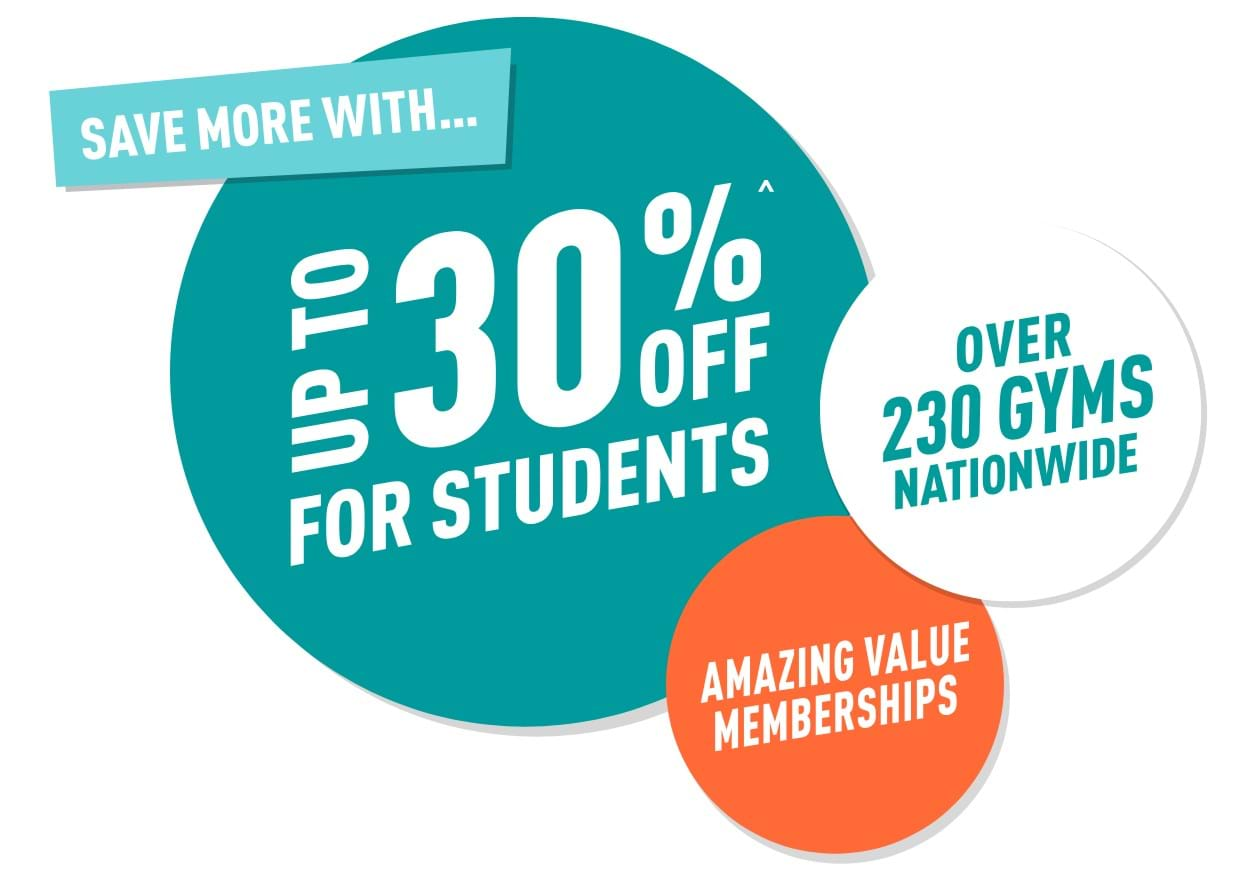 SAVE MORE WITH...
UP TO
30%^
OFF
FOR STUDENTS
OVER
230 GYMS
NATIONWIDE
AMAZING VALUE
MEMBERSHIPS